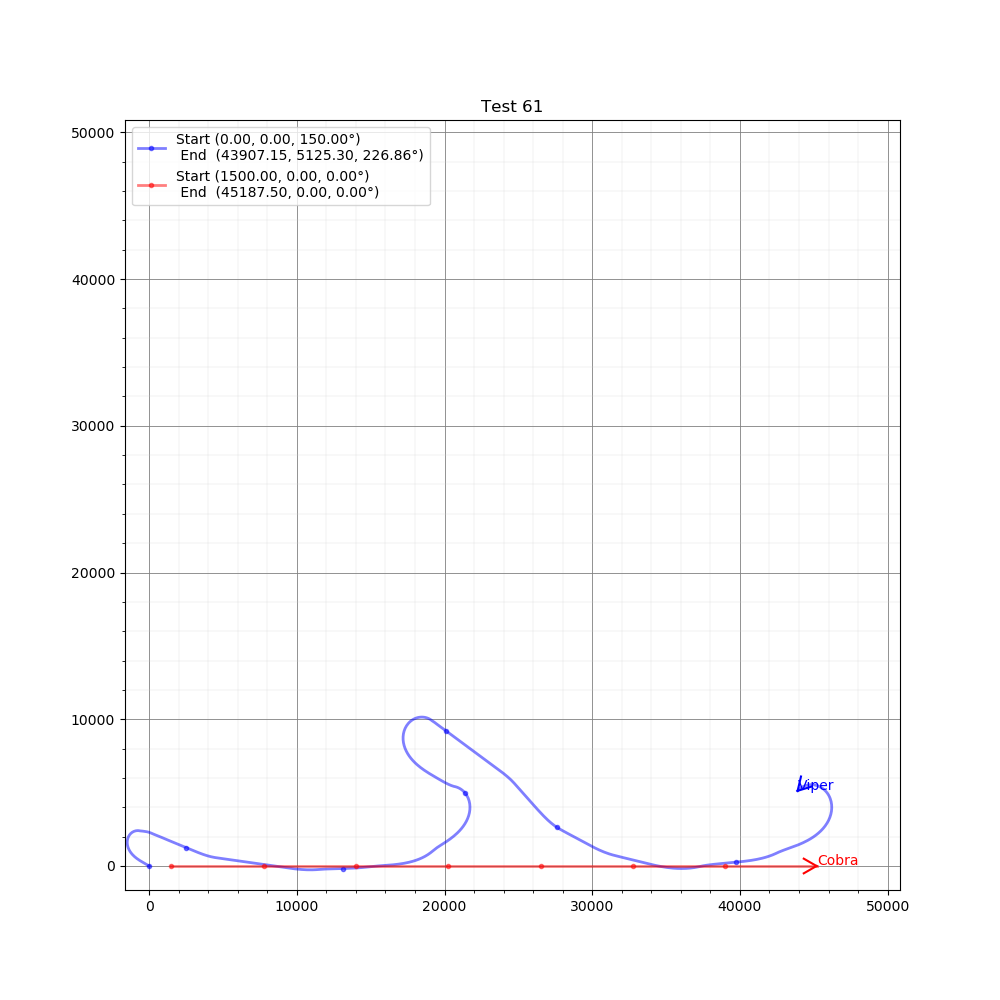 Test 61
Start (0.00, 0.00, 150.00°)
End (43907.15, 5125.30, 226.86°)
Start (1500.00, 0.00, 0.00°)
End (45187.50, 0.00, 0.00°)
50000
40000
30000
20000
10000
0
Viper
Cobra
0
10000
20000
30000
40000
50000